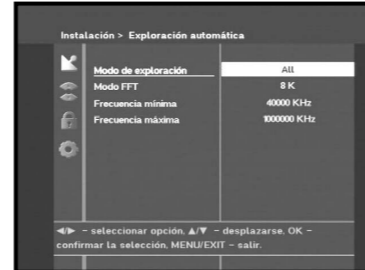 Instalación > Exploración automática
Modo de exploración All
Modo FFT 8 K
Frecuencia mínima 40000 KHz
Frecuencia máxima 1000000 KHz
◄/► - seleccionar opción, ▲/▼ - desplazarse, OK -
confirmar la selección, MENU/EXIT - salir.